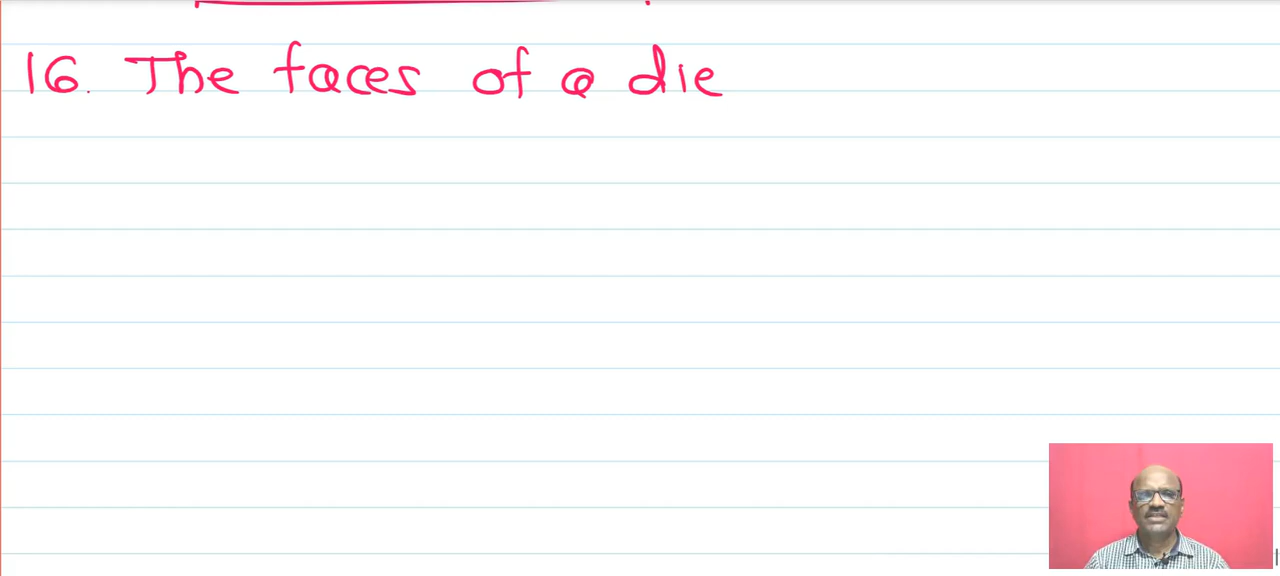 16. The faces of a die